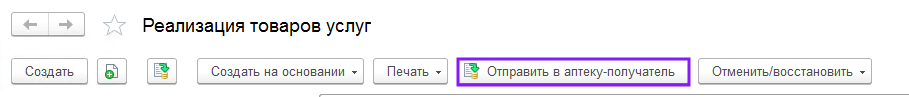 Реализация товаров услуг
Создать Создать на основании Печать Отправить в аптеку-получатель Отменить/восстановить